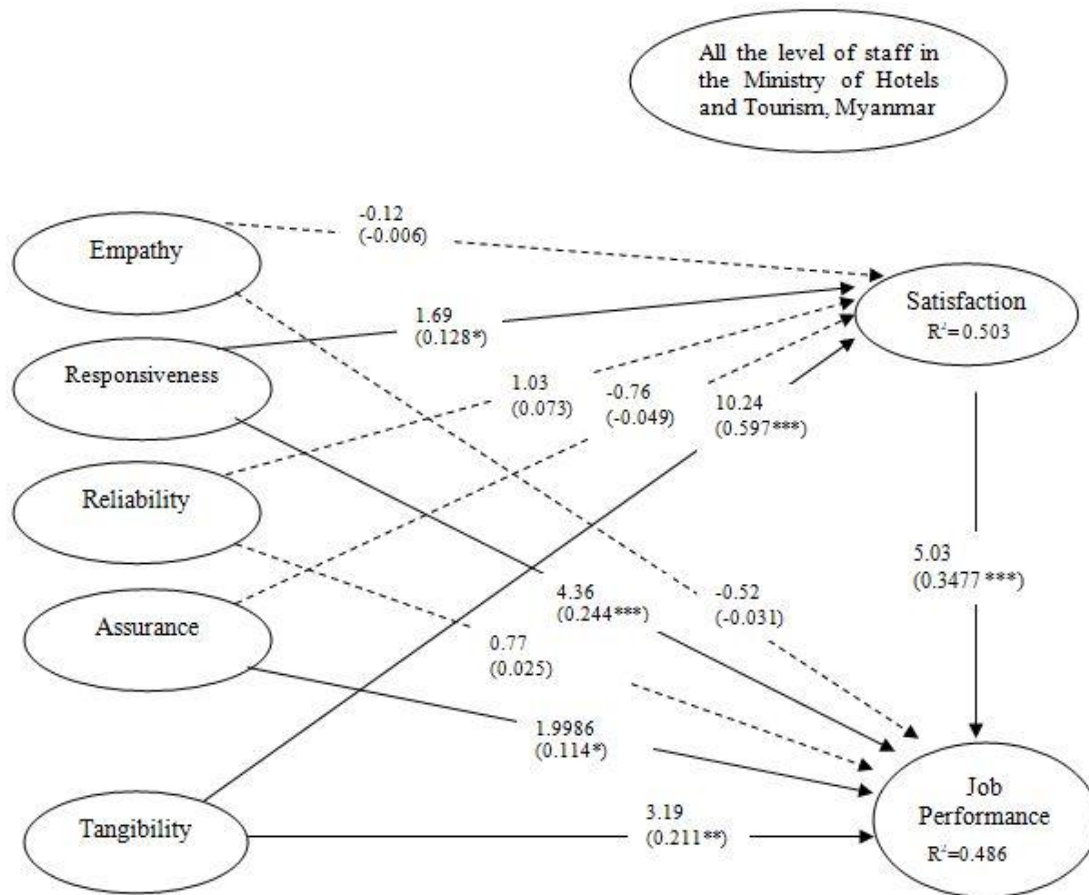 All the level of staff in
the Ministry of Hotels
and Tourism, Myanmar
-0.12
(-0.006)
Empathy
Satisfaction
R²=0.503
1.69
(0.128*)
Responsiveness
1.03
(0.073)
-0.76
(-0.049)
10.24
(0.597***)
Reliability
5.03
(0.3477***)
4.36
(0.244***)
-0.52
(-0.031)
Assurance
0.77
(0.025)
1.9986
(0.114*)
Job
Performance
R²=0.486
Tangibility
3.19
(0.211**)